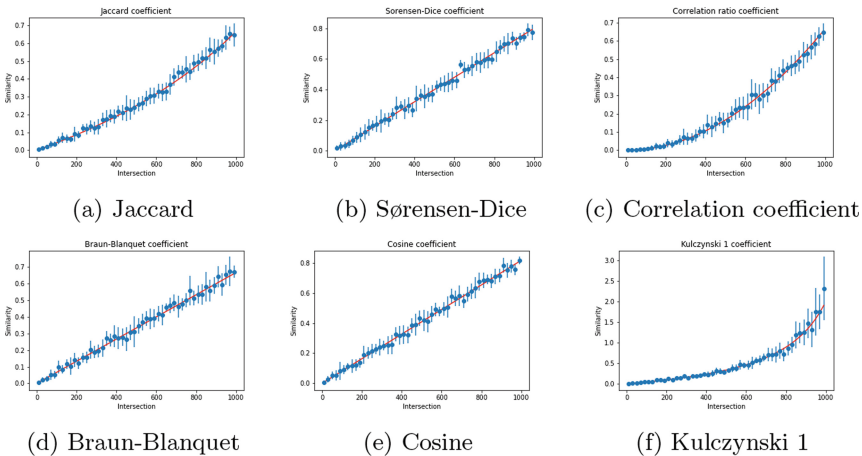 Jaccard coefficient
0.7
0.6
0.5
0.4
0.3
0.2
0.1
0.0
Similarity
0 200 400 600 800 1000
Intersection
(a) Jaccard
Sorensen-Dice coefficient
0.8
0.6
0.4
0.2
0.0
Similarity
0 200 400 600 800 1000
Intersection
(b) Sørensen-Dice
Correlation ratio coefficient
0.7
0.6
0.5
0.4
0.3
0.2
0.1
0.0
Similarity
0 200 400 600 800 1000
Intersection
(c) Correlation coefficient
Braun-Blanquet coefficient
0.7
0.6
0.5
0.4
0.3
0.2
0.1
0.0
Similarity
0 200 400 600 800 1000
Intersection
(d) Braun-Blanquet
Cosine coefficient
0.8
0.6
0.4
0.2
0.0
Similarity
0 200 400 600 800 1000
Intersection
(e) Cosine
Kulczynski 1 coefficient
3.0
2.5
2.0
1.5
1.0
0.5
0.0
Similarity
0 200 400 600 800 1000
Intersection
(f) Kulczynski 1